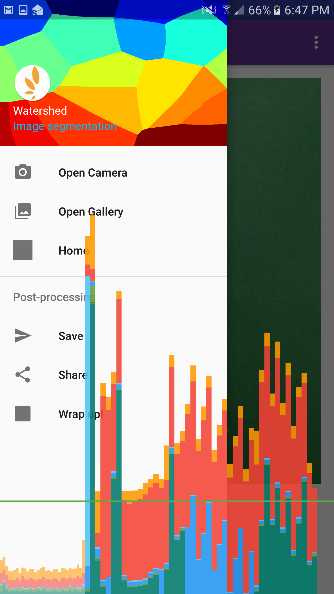 66% 6:47 PM
Watershed
Image segmentation
Open Camera
Open Gallery
Home
Post-processing
Save
Share
Wrap up!